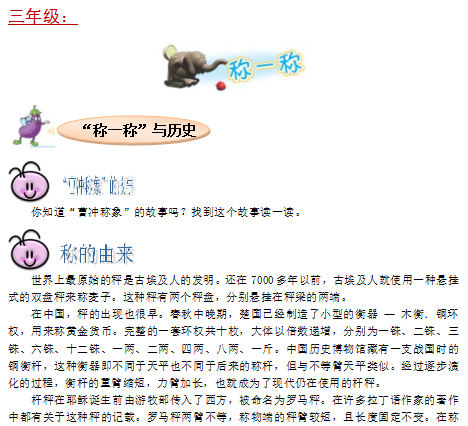 三年级：
称一称
“称一称”与历史
“曹冲称象”的故事
你知道“曹冲称象”的故事吗？找到这个故事读一读。
称的由来
世界上最原始的秤是古埃及人的发明。还在 7000 多年以前，古埃及人就使用一种悬挂
式的双盘秤来称麦子。这种秤有两个秤盘，分别悬挂在秤梁的两端。
在中国，秤的出现也很早。春秋中晚期，楚国已经制造了小型的衡器 — 木衡．铜环
权，用来称黄金货币。完整的一套环权共十枚，大体以倍数递增，分别为一铢、二铢、三
铢、六铢、十二铢、一两、二两、四两、八两、一斤。中国历史博物馆藏有一支战国时的
铜衡杆，这种衡器即不同于天平也不同于后来的称杆，但与不等臂天平类似。经过逐步演
化的过程，衡杆的重臂缩短，力臂加长，也就成为了现代仍在使用的杆秤。
杆秤在耶稣诞生前由游牧部传入了西方，被命名为罗马秤。在许多拉丁语作家的著作
中都有关于这种秤的记载。罗马秤两臂不等，称物端的秤臂较短，且长度固定不变。在称